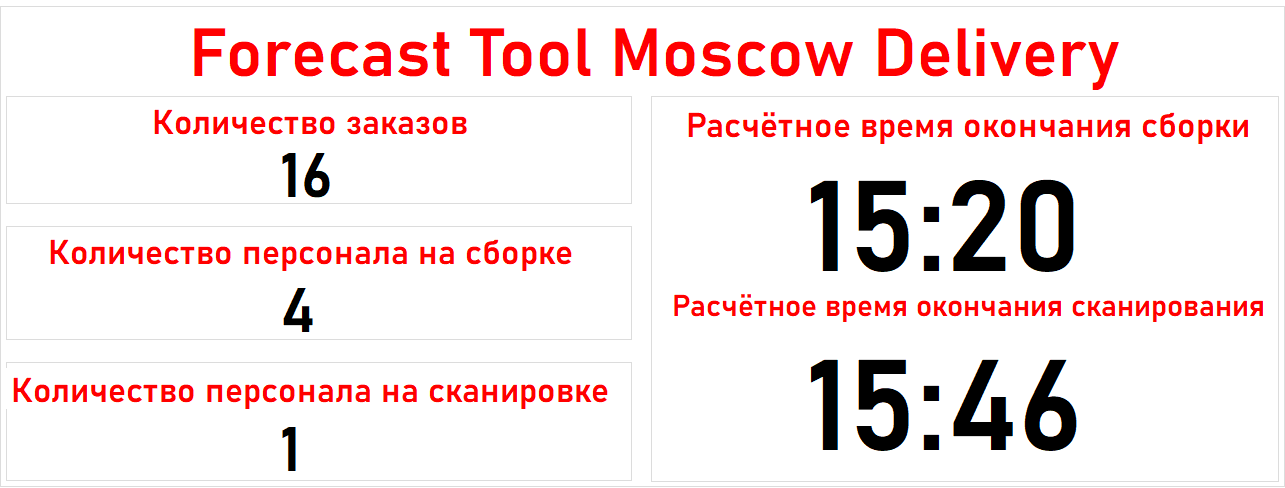 Forecast Tool Moscow Delivery
Количество заказов
16
Количество персонала на сборке
4
Количество персонала на сканировке
1
Расчётное время окончания сборки
15:20
Расчётное время окончания сканирования
15:46